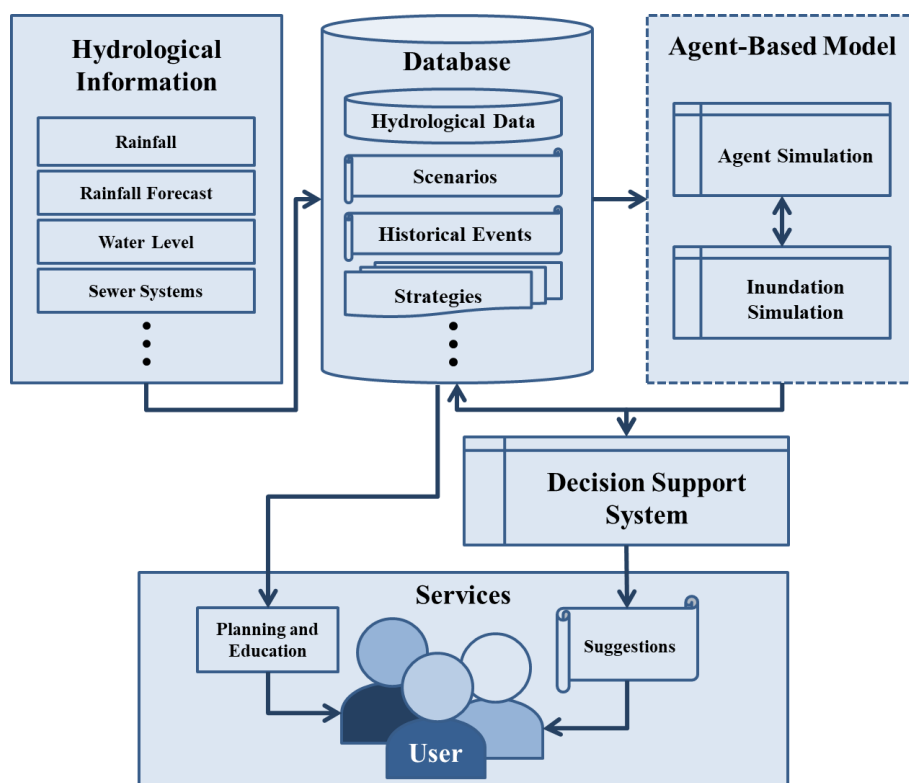 Hydrological
Information
Rainfall
Rainfall Forecast
Water Level
Sewer Systems
Database
Hydrological Data
Scenarios
Historical Events
Strategies
Agent-Based Model
Agent Simulation
Inundation
Simulation
Decision Support
System
Services
Planning and
Education
Suggestions
User